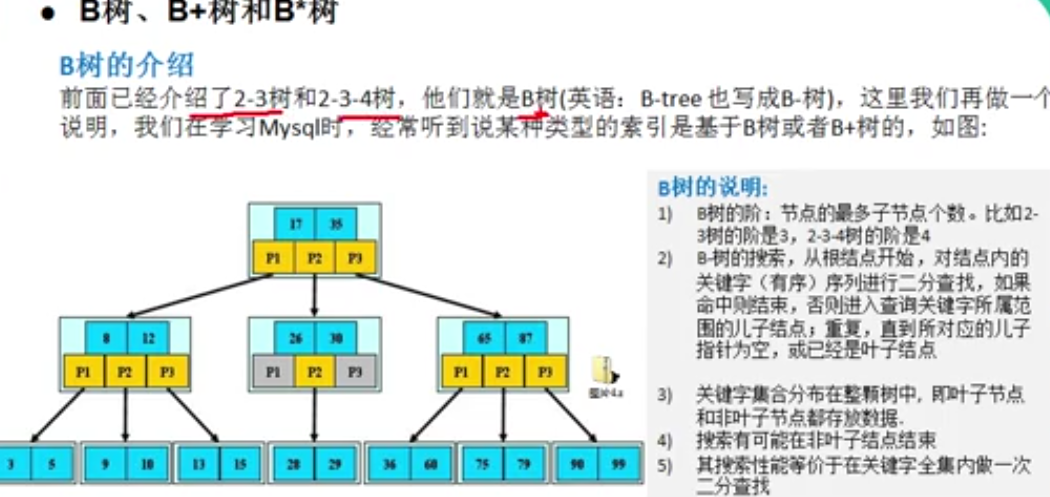 ● B树、B+树和B*树
B树的介绍
前面已经介绍了2-3树和2-3-4树，他们就是B树(英语：B-tree 也写成B-树)，这里我们再做一个
说明，我们在学习Mysql时，经常听到说某种类型的索引是基于B树或者B+树的，如图:
17 35
P1 P2 P3
8 12
P1 P2 P3
26 30
P1 P2 P3
65 87
P1 P2 P3
3 5
9 10
13 15
28 29
36 60
75 79
90 99
B树的说明:
1) B树的阶：节点的最多子节点个数。比如2-
3树的阶是3，2-3-4树的阶是4
2) B-树的搜索，从根结点开始，对结点内的
关键字（有序）序列进行二分查找，如果
命中则结束，否则进入查询关键字所属范
围的儿子结点；重复，直到所对应的儿子
指针为空，或已经是叶子结点
3) 关键字集合分布在整颗树中, 即叶子节点
和非叶子节点都存放数据.
4) 搜索有可能在非叶子结点结束
5) 其搜索性能等价于在关键字全集内做一次
二分查找